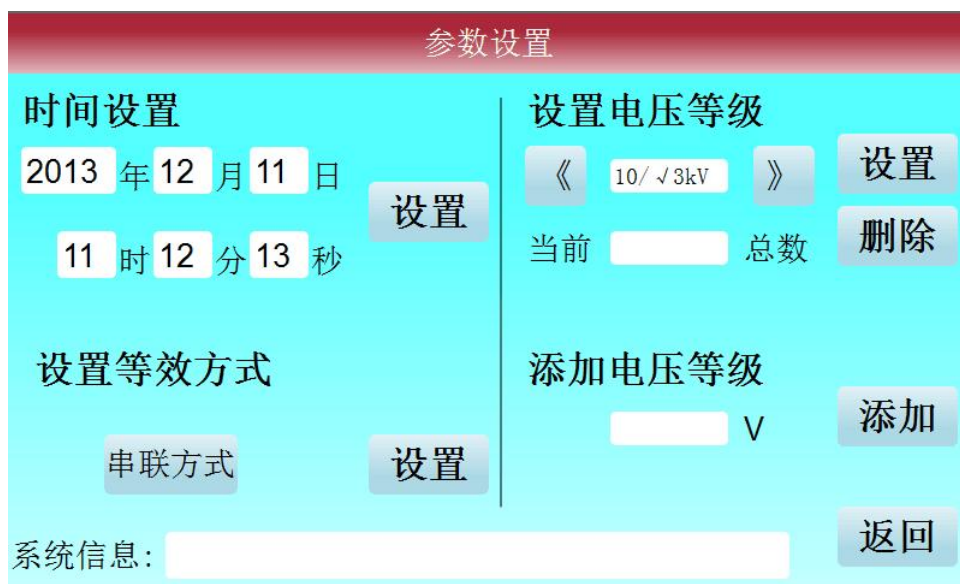 参数设置
时间设置
2013 年 12 月 11 日
11 时 12 分 13 秒
设置
设置等效方式
串联方式
设置
设置电压等级
《 10/√3kV 》
设置
当前 总数
删除
添加电压等级
V
添加
返回
系统信息: